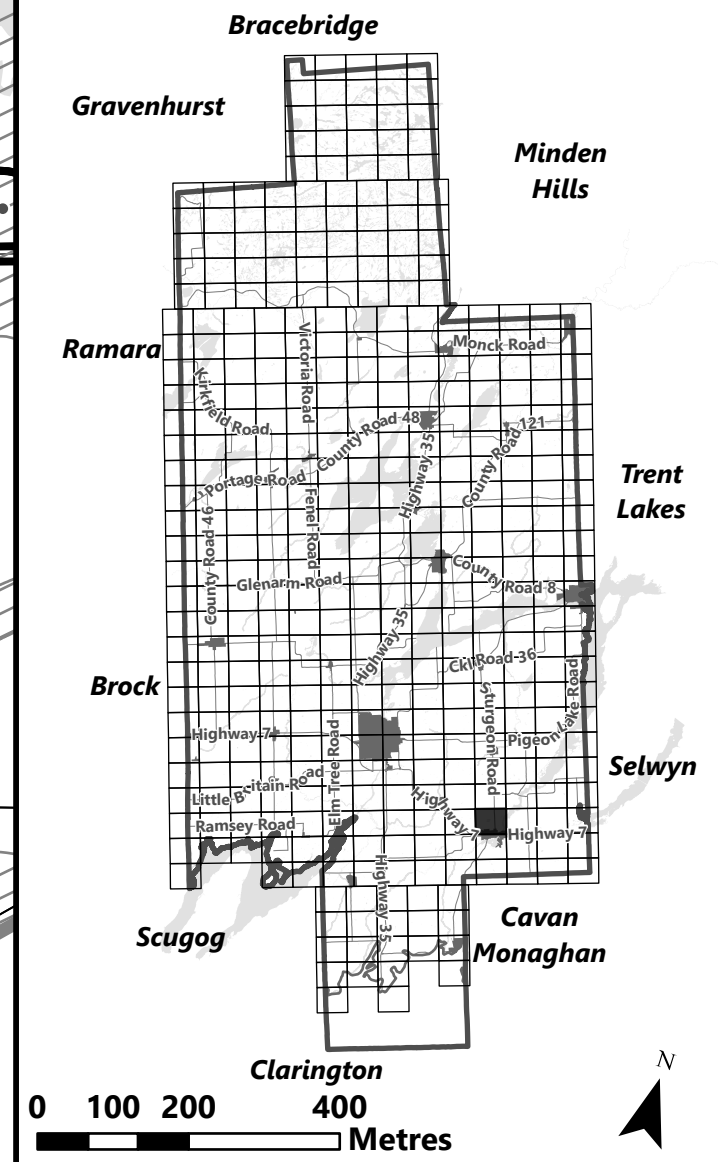 Bracebridge
Gravenhurst
Minden
Hills
Ramara
Monck Road
Victoria Road
Kirkfield Road
County Road 48
121
County Road
Highway 35
Portage Road
Trent
Lakes
Fenel Road
County Road 46
County Road 8
Glenarm Road
Highway 35
Ckl Road 36
Brock
Sturgeon Road
Pigeon Lake Road
Highway 7
Elm Tree Road
Selwyn
Little Britain Road
Highway 7
Ramsey Road
Highway 7
Highway 35
Scugog
Cavan
Monaghan
Clarington
N
0 100 200 400
Metres